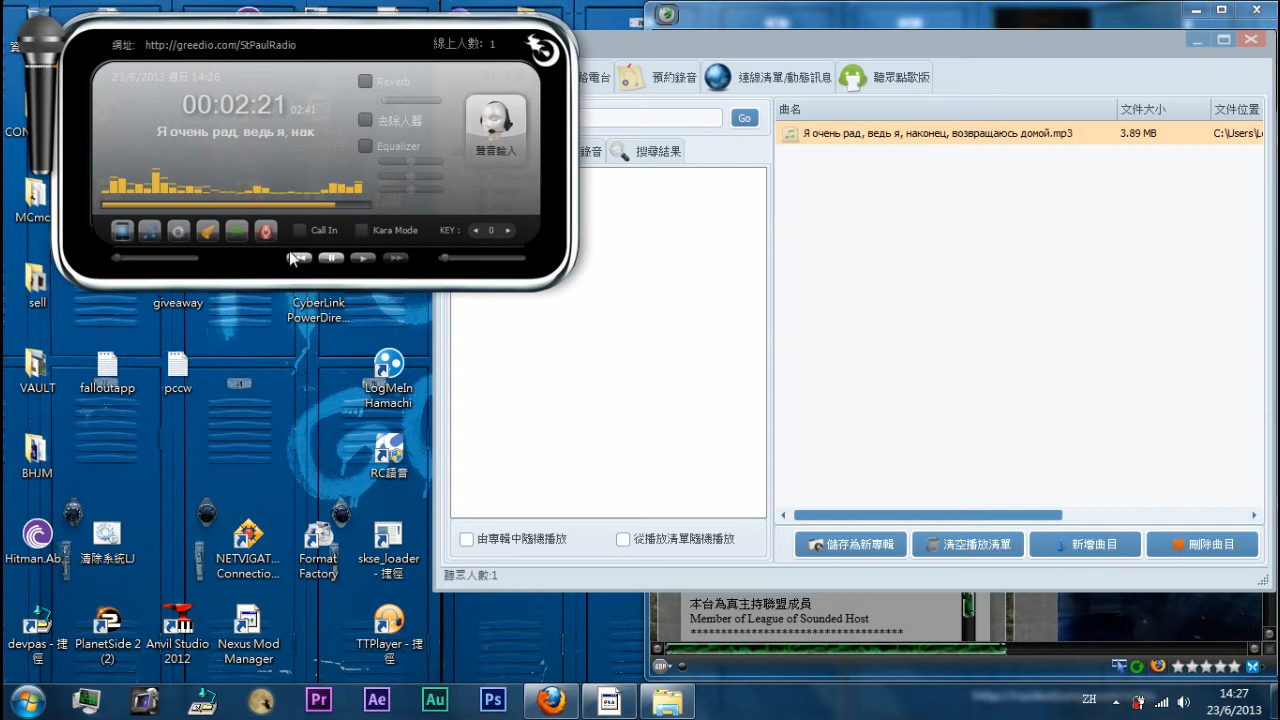 網址: http://greedio.com/StPaulRadio
線上人數: 1
23/6/2013 週日 14:26
00:02:21 02:41
Я очень рад, ведь я, нак
Reverb
去除人聲
Equalizer
聲音輸入
Call In
Kara Mode
KEY : 0
預約錄音
連線清單/動態訊息
聽眾點歌版
Go
錄音
搜尋結果
曲名
文件大小
文件位置
Я очень рад, ведь я, наконец, возвращаюсь домой.mp3
3.89 MB
由專輯中隨機播放
從播放清單隨機播放
儲存為新專輯
清空播放清單
新增曲目
刪除曲目
聽眾人數:1
本台為真主持聯盟成員
Member of League of Sounded Host
**********************************
ABP
sell
giveaway
CyberLink
PowerDire...
VAULT
falloutapp
pccw
LogMeIn
Hamachi
BHJM
RC語音
Hitman.Ab...
清除系統LJ
NETVIGAT...
Connectio...
Format
Factory
skse_loader
- 捷徑
devpas - 捷
徑
PlanetSide 2
(2)
Anvil Studio
2012
Nexus Mod
Manager
TTPlayer - 捷
徑
Pr
Ae
Au
Ps
ZH
14:27
23/6/2013